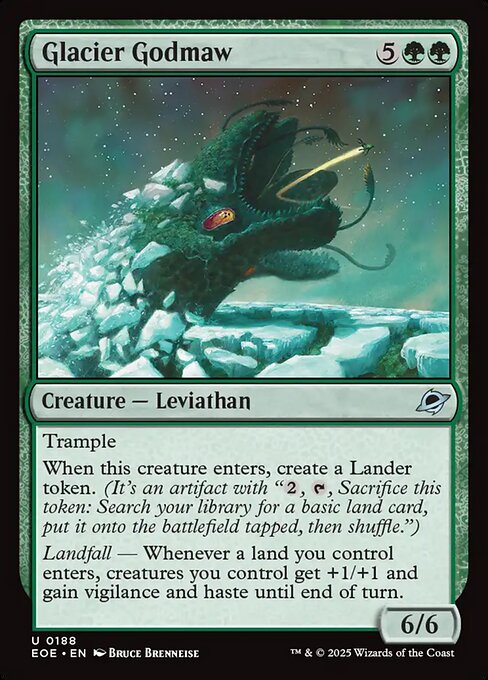 Glacier Godmaw 5
Creature — Leviathan
Trample
When this creature enters, create a Lander
token. (It's an artifact with “2, , Sacrifice this
token: Search your library for a basic land card,
put it onto the battlefield tapped, then shuffle.”)
Landfall — Whenever a land you control
enters, creatures you control get +1/+1 and
gain vigilance and haste until end of turn.
6/6
U 0188
EOE • EN Bruce Brenneise
™ & © 2025 Wizards of the Coast